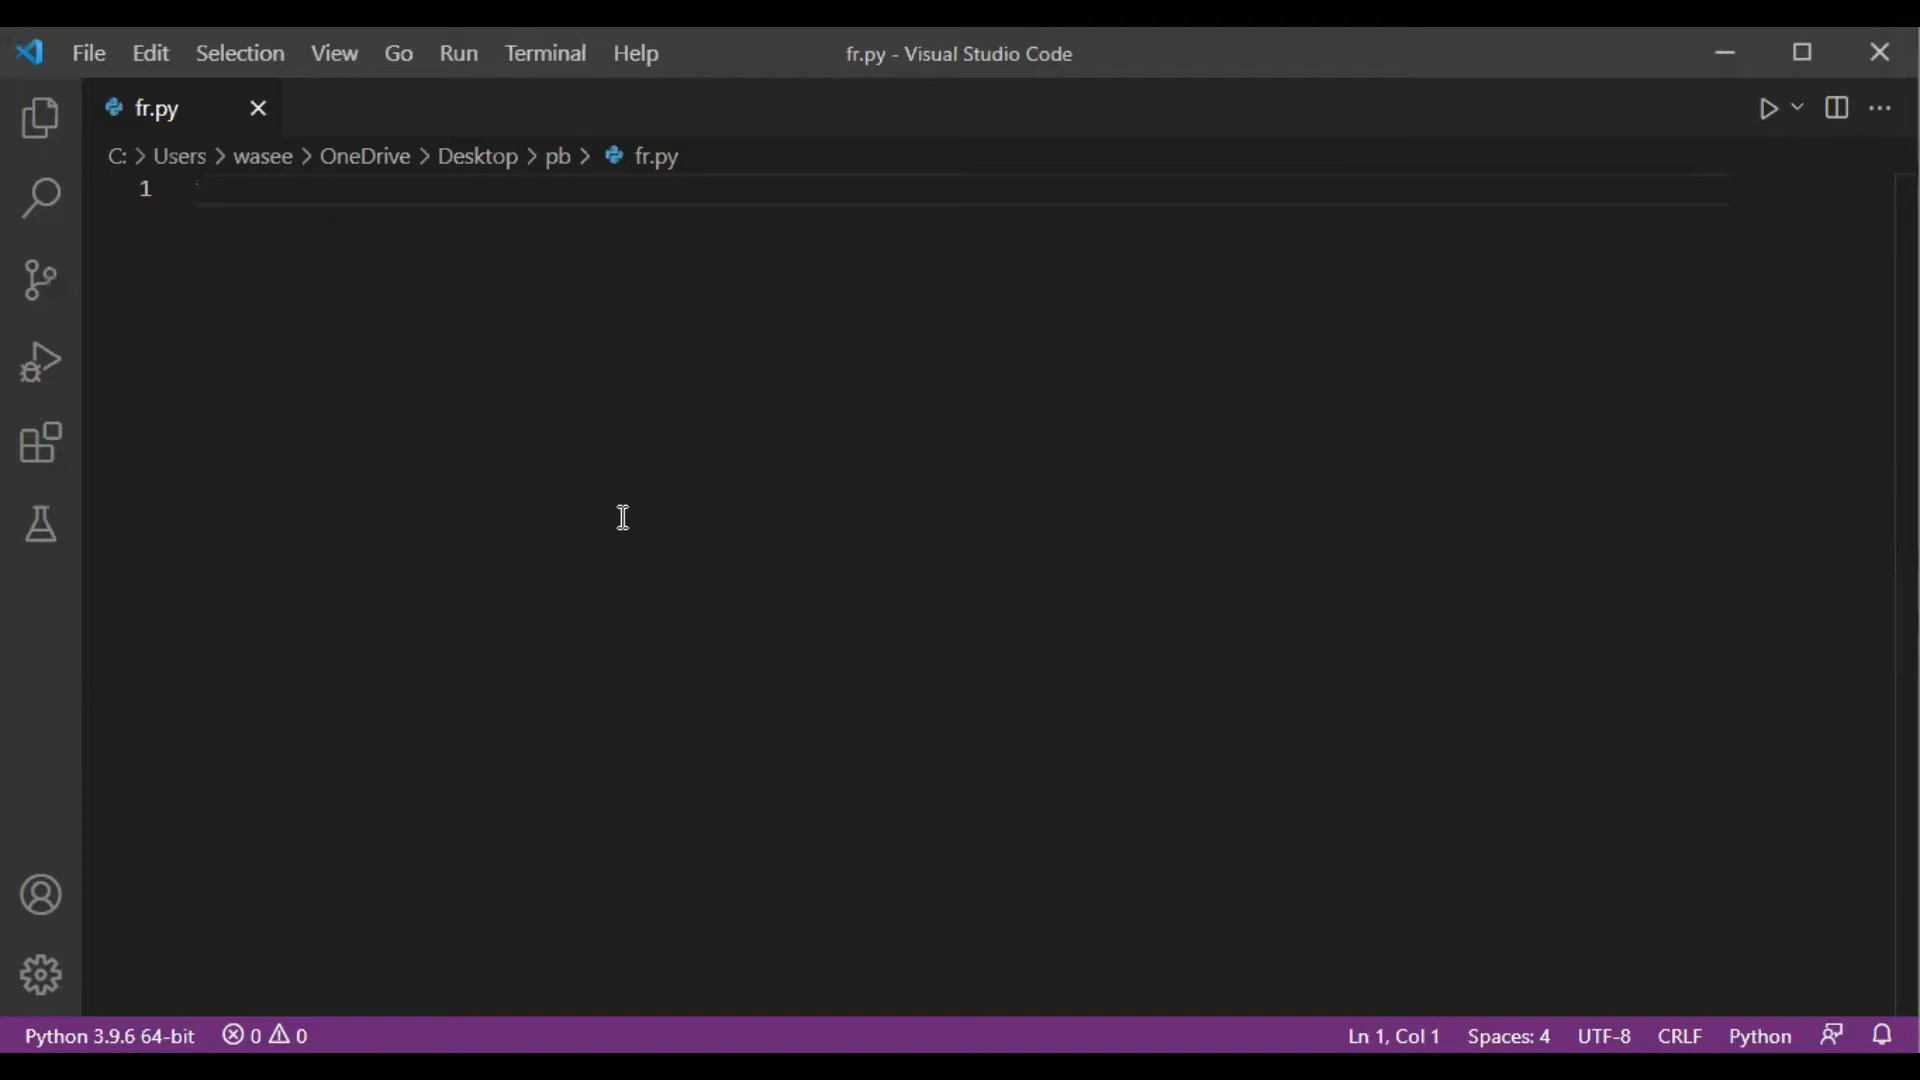 File Edit Selection View Go Run Terminal Help fr.py - Visual Studio Code
fr.py
C: > Users > wasee > OneDrive > Desktop > pb > fr.py
1
Python 3.9.6 64-bit 0 0 Ln 1, Col 1 Spaces: 4 UTF-8 CRLF Python